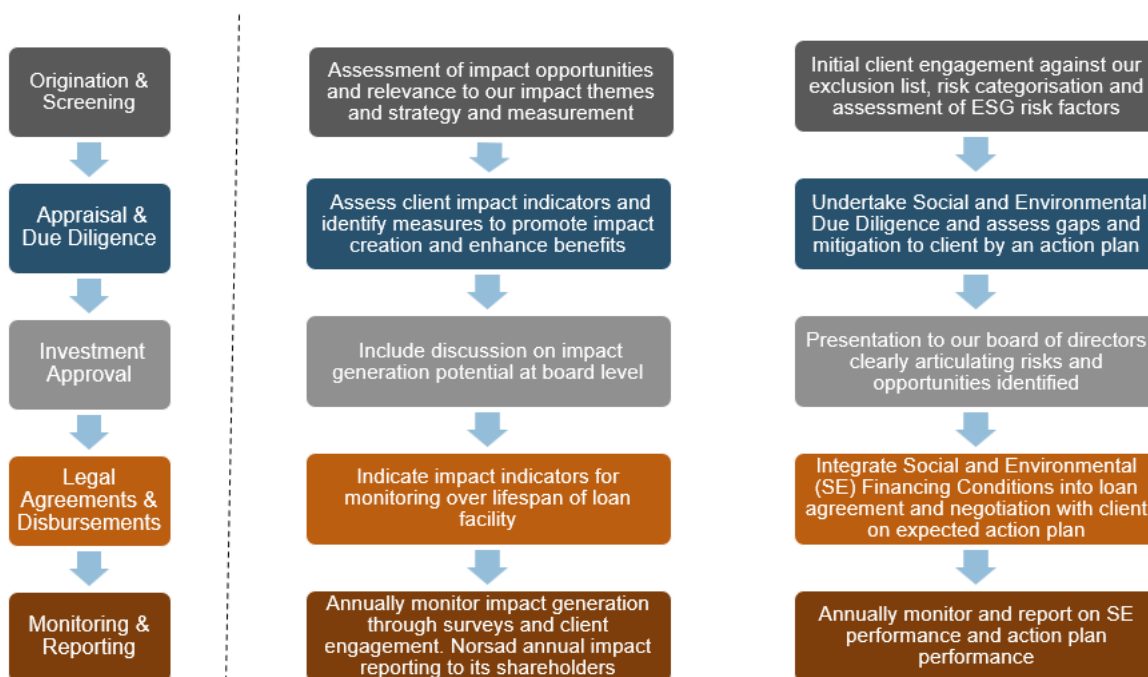 Origination &
Screening
Assessment of impact opportunities
and relevance to our impact themes
and strategy and measurement
Initial client engagement against our
exclusion list, risk categorisation and
assessment of ESG risk factors
Appraisal &
Due Diligence
Assess client impact indicators and
identify measures to promote impact
creation and enhance benefits
Undertake Social and Environmental
Due Diligence and assess gaps and
mitigation to client by an action plan
Investment
Approval
Include discussion on impact
generation potential at board level
Presentation to our board of directors
clearly articulating risks and
opportunities identified
Legal
Agreements &
Disbursements
Indicate impact indicators for
monitoring over lifespan of loan
facility
Integrate Social and Environmental
(SE) Financing Conditions into loan
agreement and negotiation with client
on expected action plan
Monitoring &
Reporting
Annually monitor impact generation
through surveys and client
engagement. Norsad annual impact
reporting to its shareholders
Annually monitor and report on SE
performance and action plan
performance